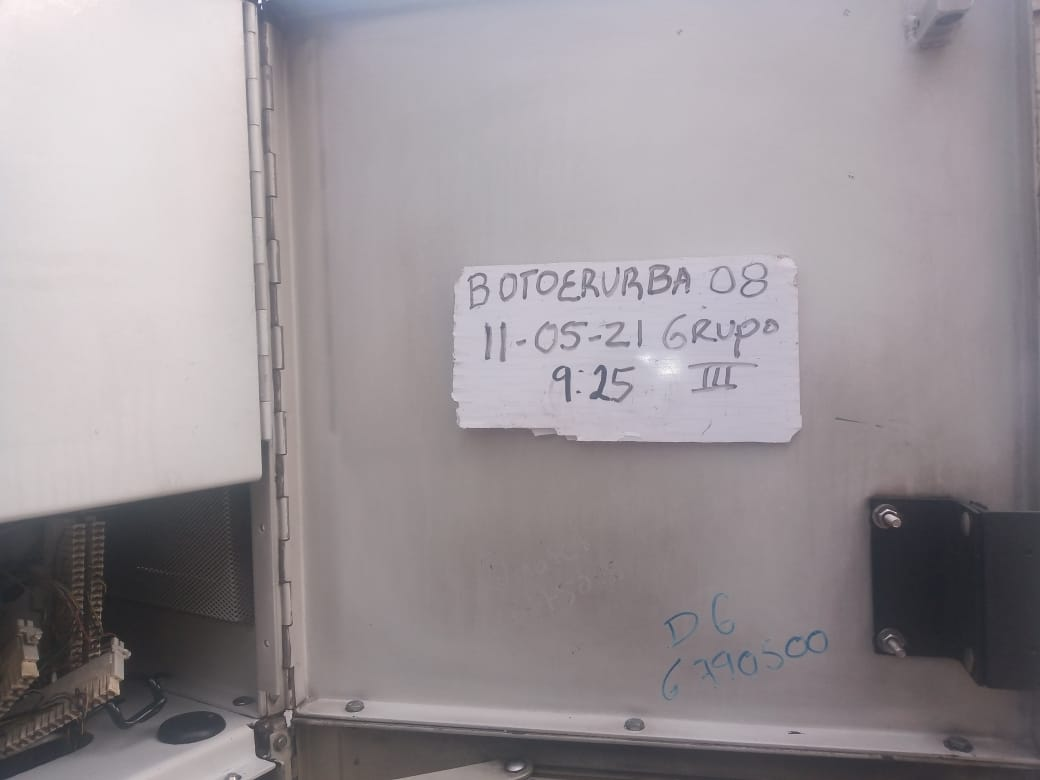 BOTOERURBA 08
11-05-21 GRUPO
9:25 III
D6
6790500